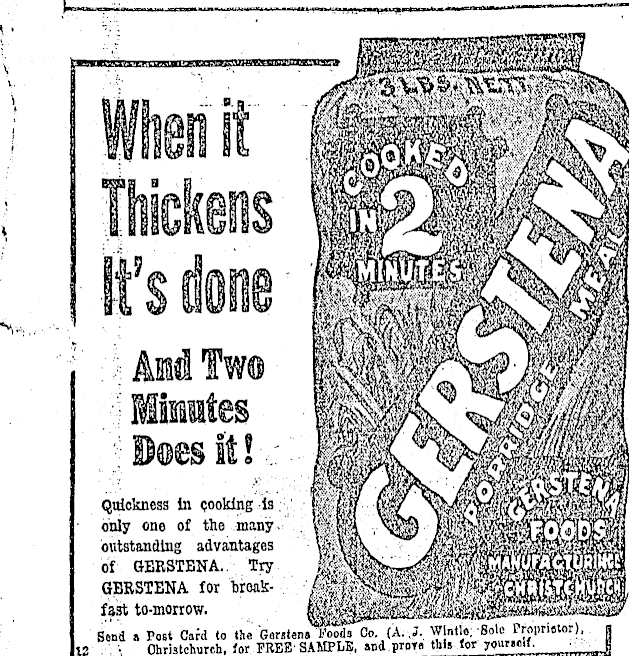 When it
Thickens
It's done
And Two
Minutes
Does it!
Quickness in cooking is
only one of the many
outstanding advantages
of GERSTENA. Try
GERSTENA for break-
fast to-morrow.
3 LBS. NETT
COOKED
IN 2
MINUTES
GERSTENA
PORRIDGE MEAL
GERSTENA
FOODS
MANUFACTURING
CHRISTCHURCH
Send a Post Card to the Gerstena Foods Co. (A. J. Wintle, Sole Proprietor),
12 Christchurch, for FREE SAMPLE, and prove this for yourself.